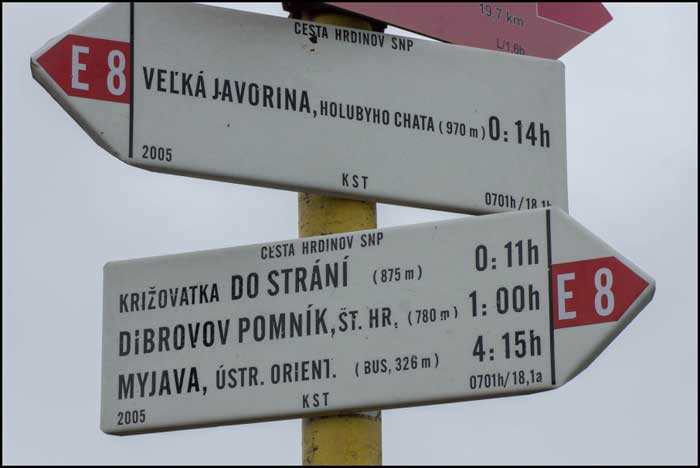 19,7 km
L/1,6h
CESTA HRDINOV SNP
E 8
VEĽKÁ JAVORINA, HOLUBYHO CHATA (970 m) 0:14h
2005
KST
0701h/18,1b
CESTA HRDINOV SNP
KRIŽOVATKA DO STRÁNÍ (875 m) 0:11h
DIBROVOV POMNÍK, ŠT. HR. (780 m) 1:00h
E 8
MYJAVA, ÚSTR. ORIENT. (BUS, 326 m) 4:15h
2005
KST
0701h/18,1a